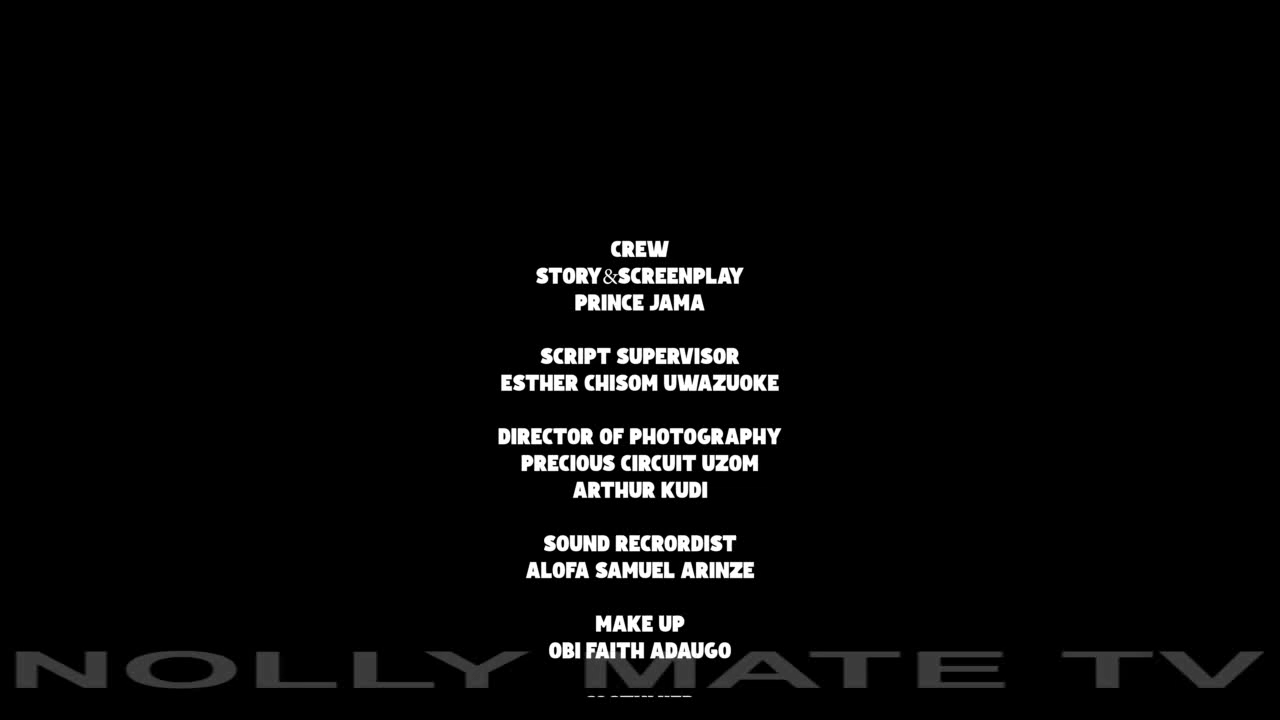 CREW
STORY&SCREENPLAY
PRINCE JAMA
SCRIPT SUPERVISOR
ESTHER CHISOM UWAZUOKE
DIRECTOR OF PHOTOGRAPHY
PRECIOUS CIRCUIT UZOM
ARTHUR KUDI
SOUND RECRORDIST
ALOFA SAMUEL ARINZE
MAKE UP
OBI FAITH ADAUGO
NOLLY MATE TV